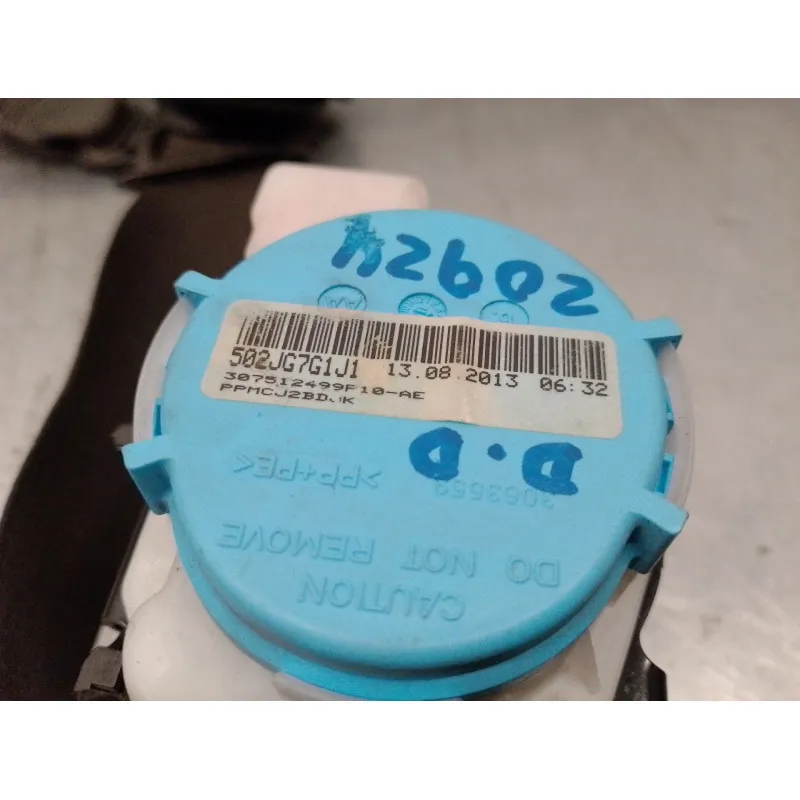 20924
502JG7G1J1 13.08.2013 06:32
307512499F10-AE
D.D
>PP+PE<
CAUTION
DO NOT REMOVE